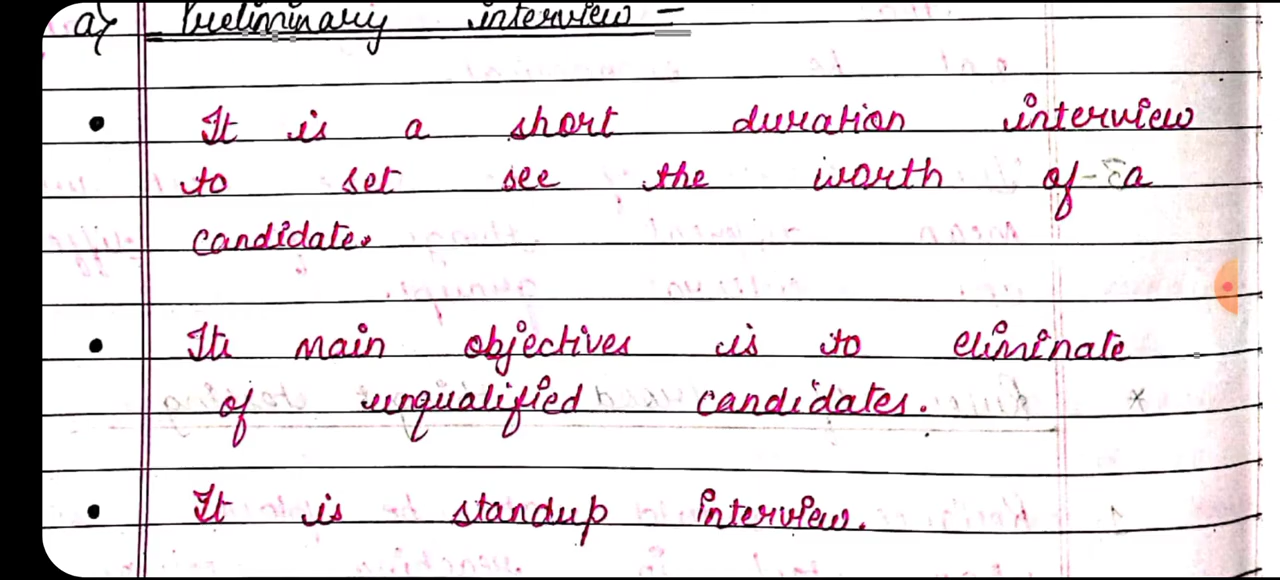 a) Preliminary interview -
• It is a short duration interview
to set see the worth of a
candidate.
• Its main objectives is to eliminate
of unqualified candidates.
• It is standup interview.